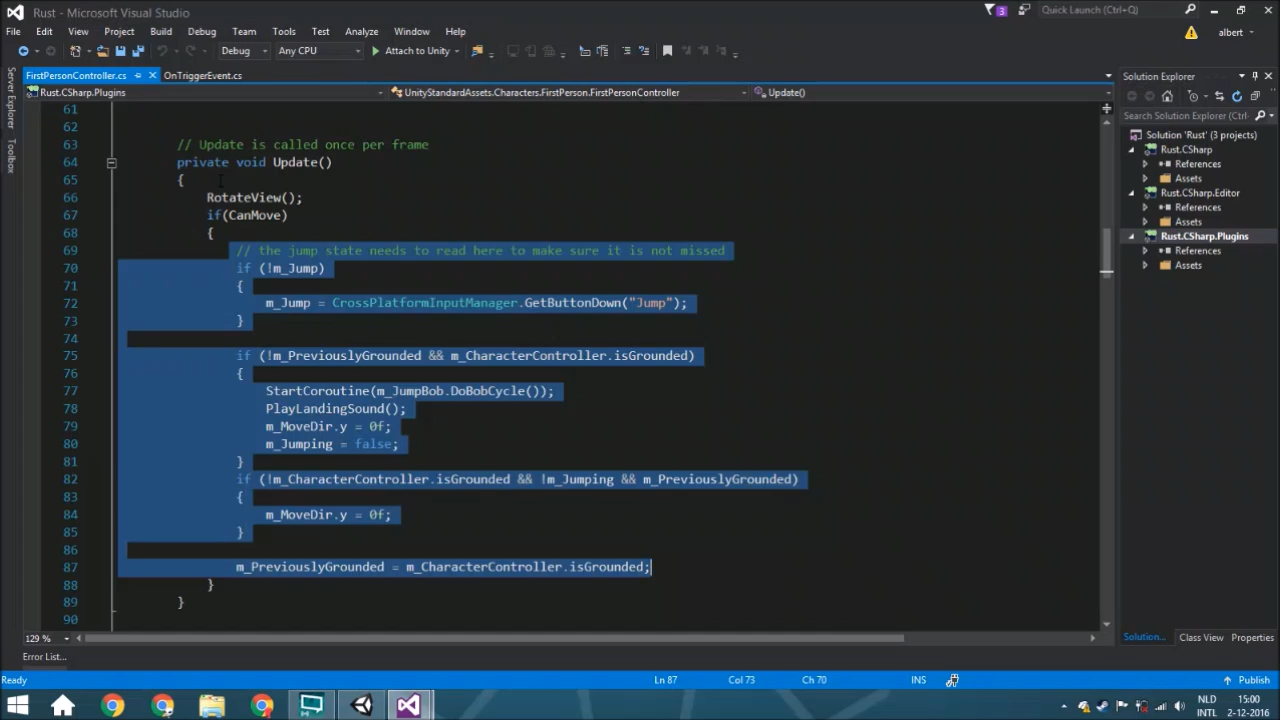 Rust - Microsoft Visual Studio
3
Quick Launch (Ctrl+Q)
File Edit View Project Build Debug Team Tools Test Analyze Window Help
albert
Debug Any CPU Attach to Unity
FirstPersonController.cs OnTriggerEvent.cs
Rust.CSharp.Plugins UnityStandardAssets.Characters.FirstPerson.FirstPersonController Update()
Server Explorer
Toolbox
61
62
63 // Update is called once per frame
64 private void Update()
65 {
66 RotateView();
67 if(CanMove)
68 {
69 // the jump state needs to read here to make sure it is not missed
70 if (!m_Jump)
71 {
72 m_Jump = CrossPlatformInputManager.GetButtonDown("Jump");
73 }
74
75 if (!m_PreviouslyGrounded && m_CharacterController.isGrounded)
76 {
77 StartCoroutine(m_JumpBob.DoBobCycle());
78 PlayLandingSound();
79 m_MoveDir.y = 0f;
80 m_Jumping = false;
81 }
82 if (!m_CharacterController.isGrounded && !m_Jumping && m_PreviouslyGrounded)
83 {
84 m_MoveDir.y = 0f;
85 }
86
87 m_PreviouslyGrounded = m_CharacterController.isGrounded;
88 }
89 }
90
129 %
Solution Explorer
Search Solution Explorer (Ctrl+
Solution 'Rust' (3 projects)
Rust.CSharp
References
Assets
Rust.CSharp.Editor
References
Assets
Rust.CSharp.Plugins
References
Assets
Solution... Class View Properties
Error List...
Ready Ln 87 Col 73 Ch 70 INS Publish
NLD 15:00
INTL 2-12-2016